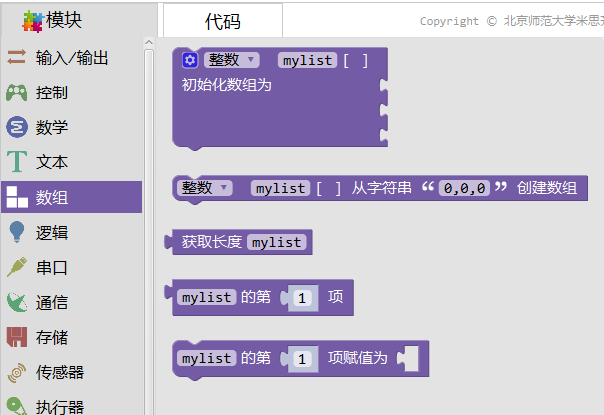 模块
代码
Copyright © 北京师范大学米思
输入/输出
控制
数学
文本
数组
逻辑
串口
通信
存储
传感器
执行器
整数 mylist [ ]
初始化数组为
整数 mylist [ ] 从字符串 “ 0,0,0 ” 创建数组
获取长度 mylist
mylist 的第 1 项
mylist 的第 1 项赋值为